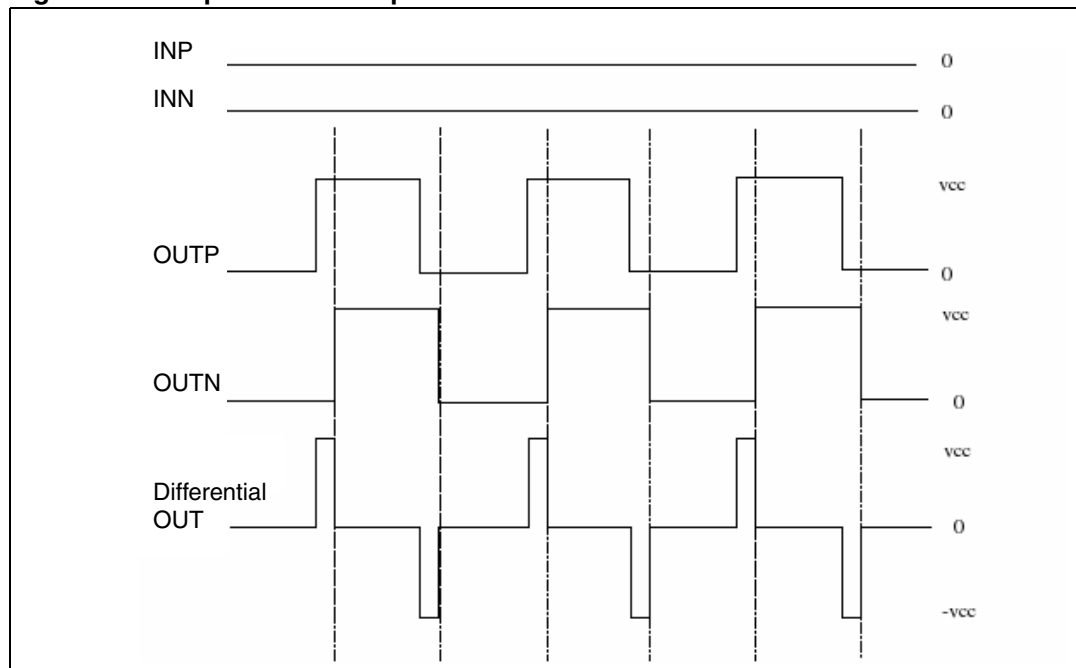 INP
0
INN
0
vcc
OUTP
0
vcc
OUTN
0
vcc
Differential
OUT
0
-vcc